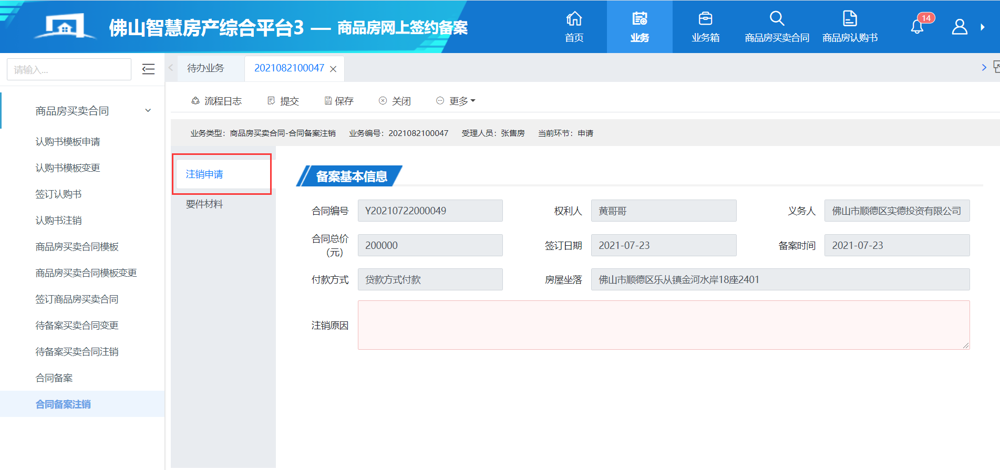 佛山智慧房产综合平台3 — 商品房网上签约备案
首页
业务
业务箱
商品房买卖合同
商品房认购书
14
请输入...
待办业务
2021082100047
流程日志
提交
保存
关闭
更多
业务类型：商品房买卖合同-合同备案注销 业务编号：2021082100047 受理人员：张售房 当前环节：申请
商品房买卖合同
认购书模板申请
认购书模板变更
签订认购书
认购书注销
商品房买卖合同模板
商品房买卖合同模板变更
签订商品房买卖合同
待备案买卖合同变更
待备案买卖合同注销
合同备案
合同备案注销
注销申请
要件材料
备案基本信息
合同编号 Y20210722000049 权利人 黄哥哥 义务人 佛山市顺德区实德投资有限公司
合同总价
（元） 200000 签订日期 2021-07-23 备案时间 2021-07-23
付款方式 贷款方式付款 房屋坐落 佛山市顺德区乐从镇金河水岸18座2401
注销原因